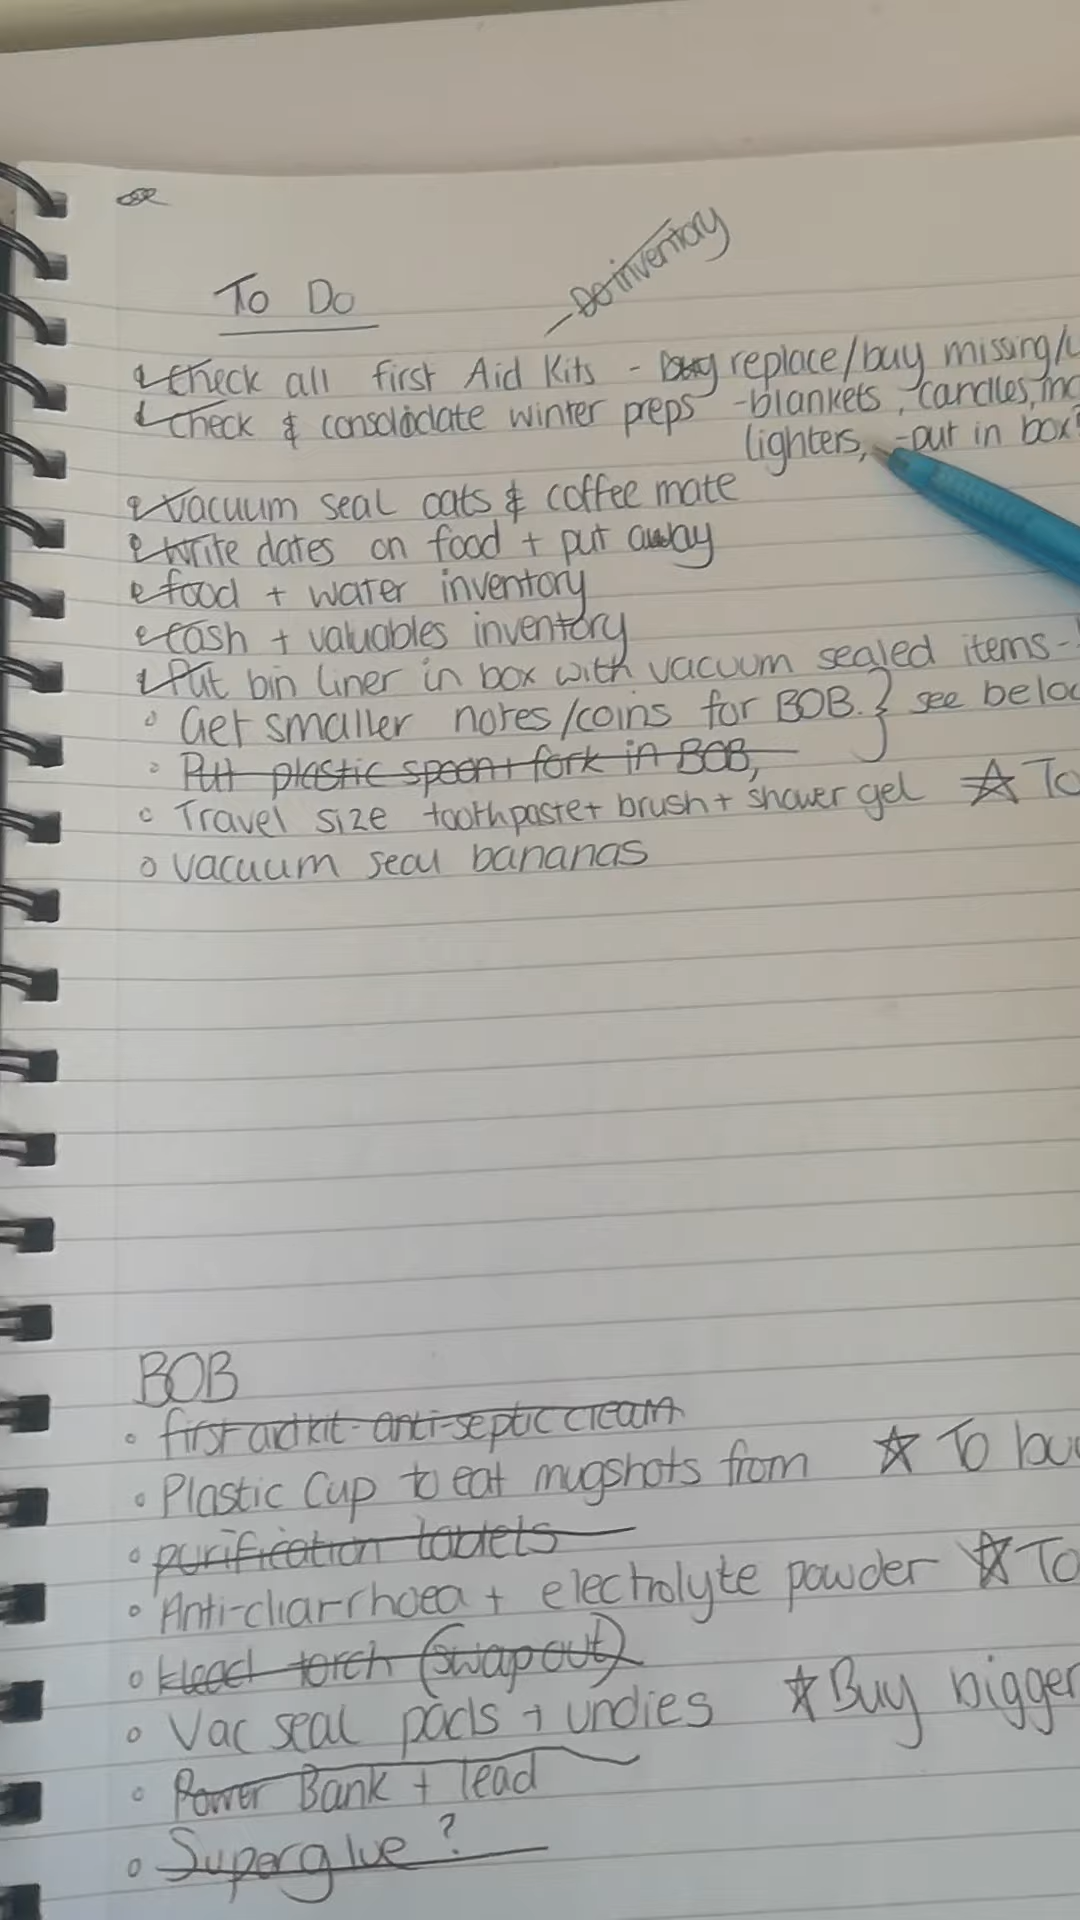 To Do
- Do inventory
Check all first Aid Kits - buy replace/buy missing/
Check & consolodate winter preps - blankets, candles, inc
lighters, - put in box
Vacuum seal oats & coffee mate
Write dates on food + put away
food + water inventory
Cash + valuables inventory
Put bin liner in box with vacuum sealed items -
Get smaller notes/coins for BOB. } see belo
Put plastic spoon + fork in BOB,
Travel size toothpaste + brush + shower gel ☆ To
Vacuum seal bananas
BOB
first aid kit - anti-septic cream
Plastic Cup to eat mugshots from ☆ To bu
purification tablets
Anti-diarrhoea + electrolyte powder ☆ To
Head torch (swap out)
Vac seal pads + undies ☆ Buy bigger
Power Bank + lead
Superglue ?